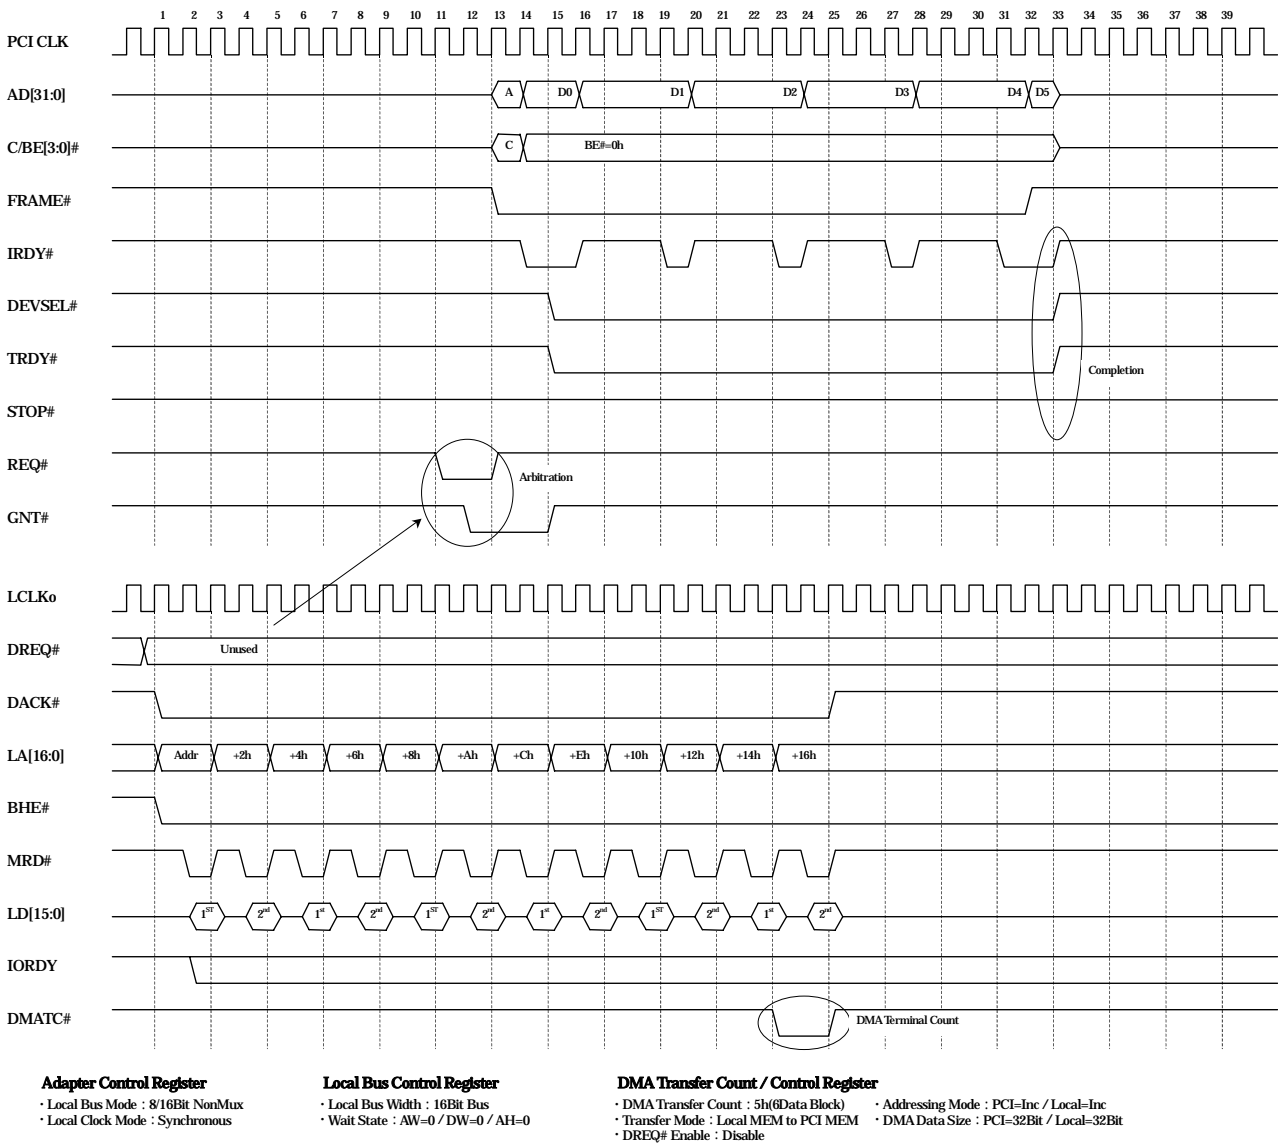 1 2 3 4 5 6 7 8 9 10 11 12 13 14 15 16 17 18 19 20 21 22 23 24 25 26 27 28 29 30 31 32 33 34 35 36 37 38 39
PCI CLK
AD[31:0] A D0 D1 D2 D3 D4 D5
C/BE[3:0]# C BE#=0h
FRAME#
IRDY#
DEVSEL#
TRDY#
Completion
STOP#
REQ#
Arbitration
GNT#
LCLKo
DREQ# Unused
DACK#
LA[16:0] Addr +2h +4h +6h +8h +Ah +Ch +Eh +10h +12h +14h +16h
BHE#
MRD#
LD[15:0] 1ST 2nd 1st 2nd 1ST 2nd 1st 2nd 1ST 2nd 1st 2nd
IORDY
DMATC# DMA Terminal Count
Adapter Control Register
・Local Bus Mode : 8/16Bit NonMux
・Local Clock Mode : Synchronous
Local Bus Control Register
・Local Bus Width : 16Bit Bus
・Wait State : AW=0 / DW=0 / AH=0
DMA Transfer Count / Control Register
・DMA Transfer Count : 5h(6Data Block)
・Transfer Mode : Local MEM to PCI MEM
・DREQ# Enable : Disable
・Addressing Mode : PCI=Inc / Local=Inc
・DMA Data Size : PCI=32Bit / Local=32Bit